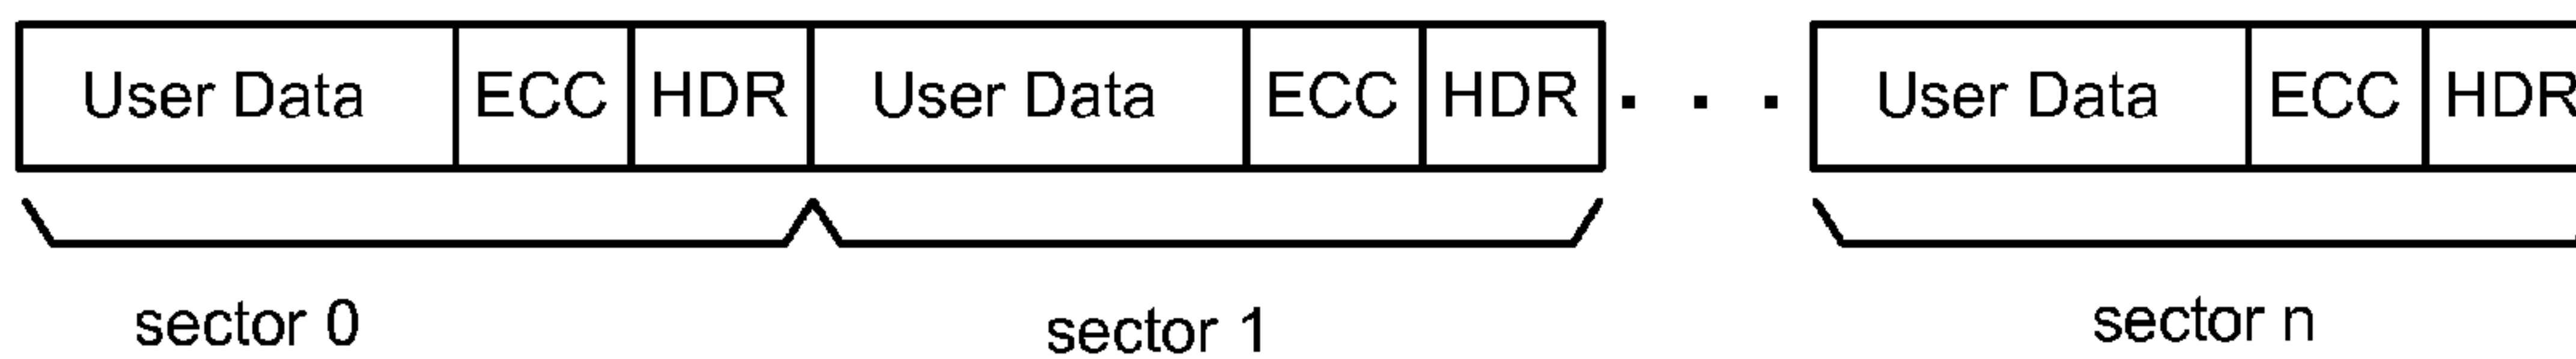 User Data ECC HDR User Data ECC HDR . . . User Data ECC HDR
sector 0 sector 1 sector n